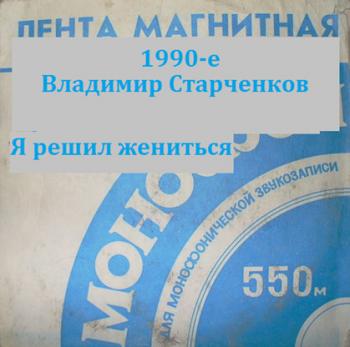 ЛЕНТА МАГНИТНАЯ
1990-е
Владимир Старченков
Я решил жениться
ДЛЯ МОНОФОНИЧЕСКОЙ ЗВУКОЗАПИСИ
550м